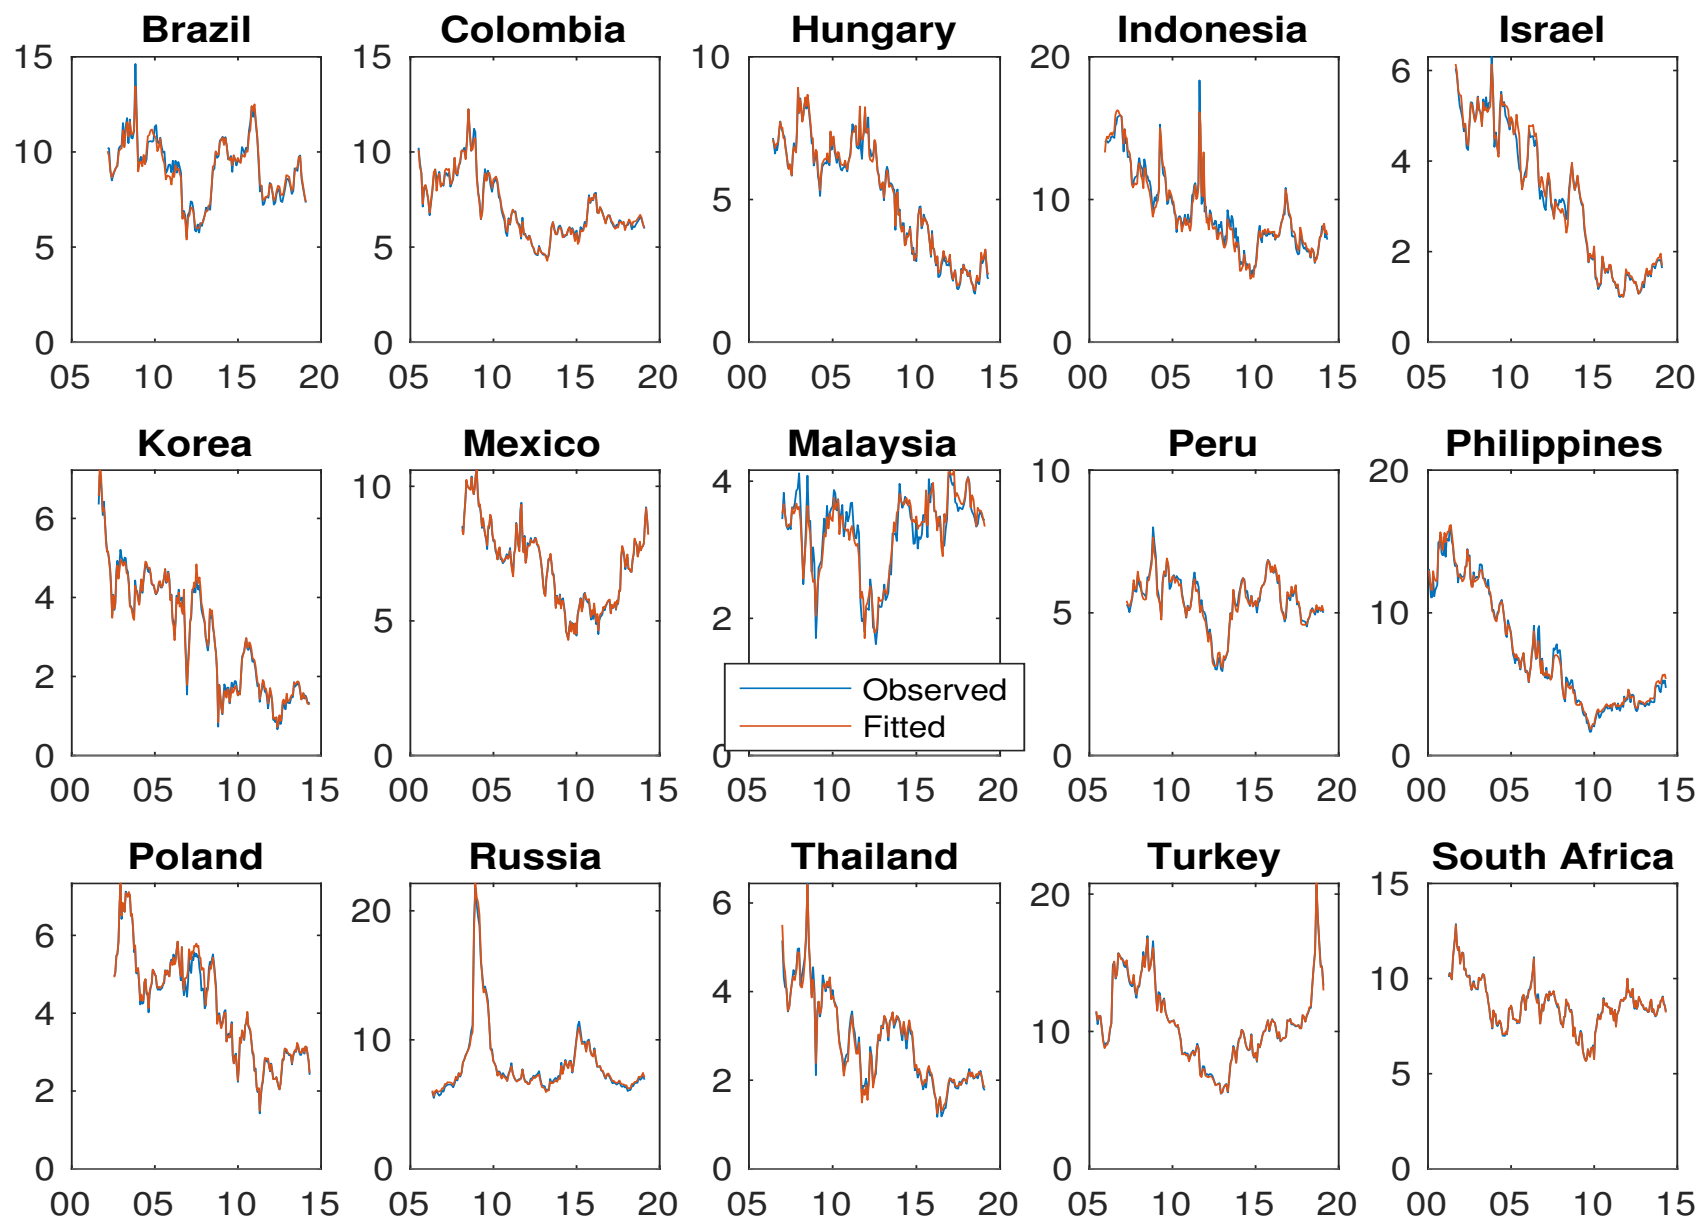 Brazil Colombia Hungary Indonesia Israel
15 15 10 20 6
10 10 5 10 4
5 5 0 0 2
0 0 0
05 10 15 20 05 10 15 20 00 05 10 15 00 05 10 15 05 10 15 20
Korea Mexico Malaysia Peru Philippines
6 10 4 10 20
4 5 2 5 10
2 0 0 0 0
0
Observed
Fitted
00 05 10 15 00 05 10 15 05 10 15 20 05 10 15 20 00 05 10 15
Poland Russia Thailand Turkey South Africa
6 20 6 20 15
4 10 4 10 10
2 0 2 0 5
0 0 0
00 05 10 15 05 10 15 20 05 10 15 20 05 10 15 20 00 05 10 15